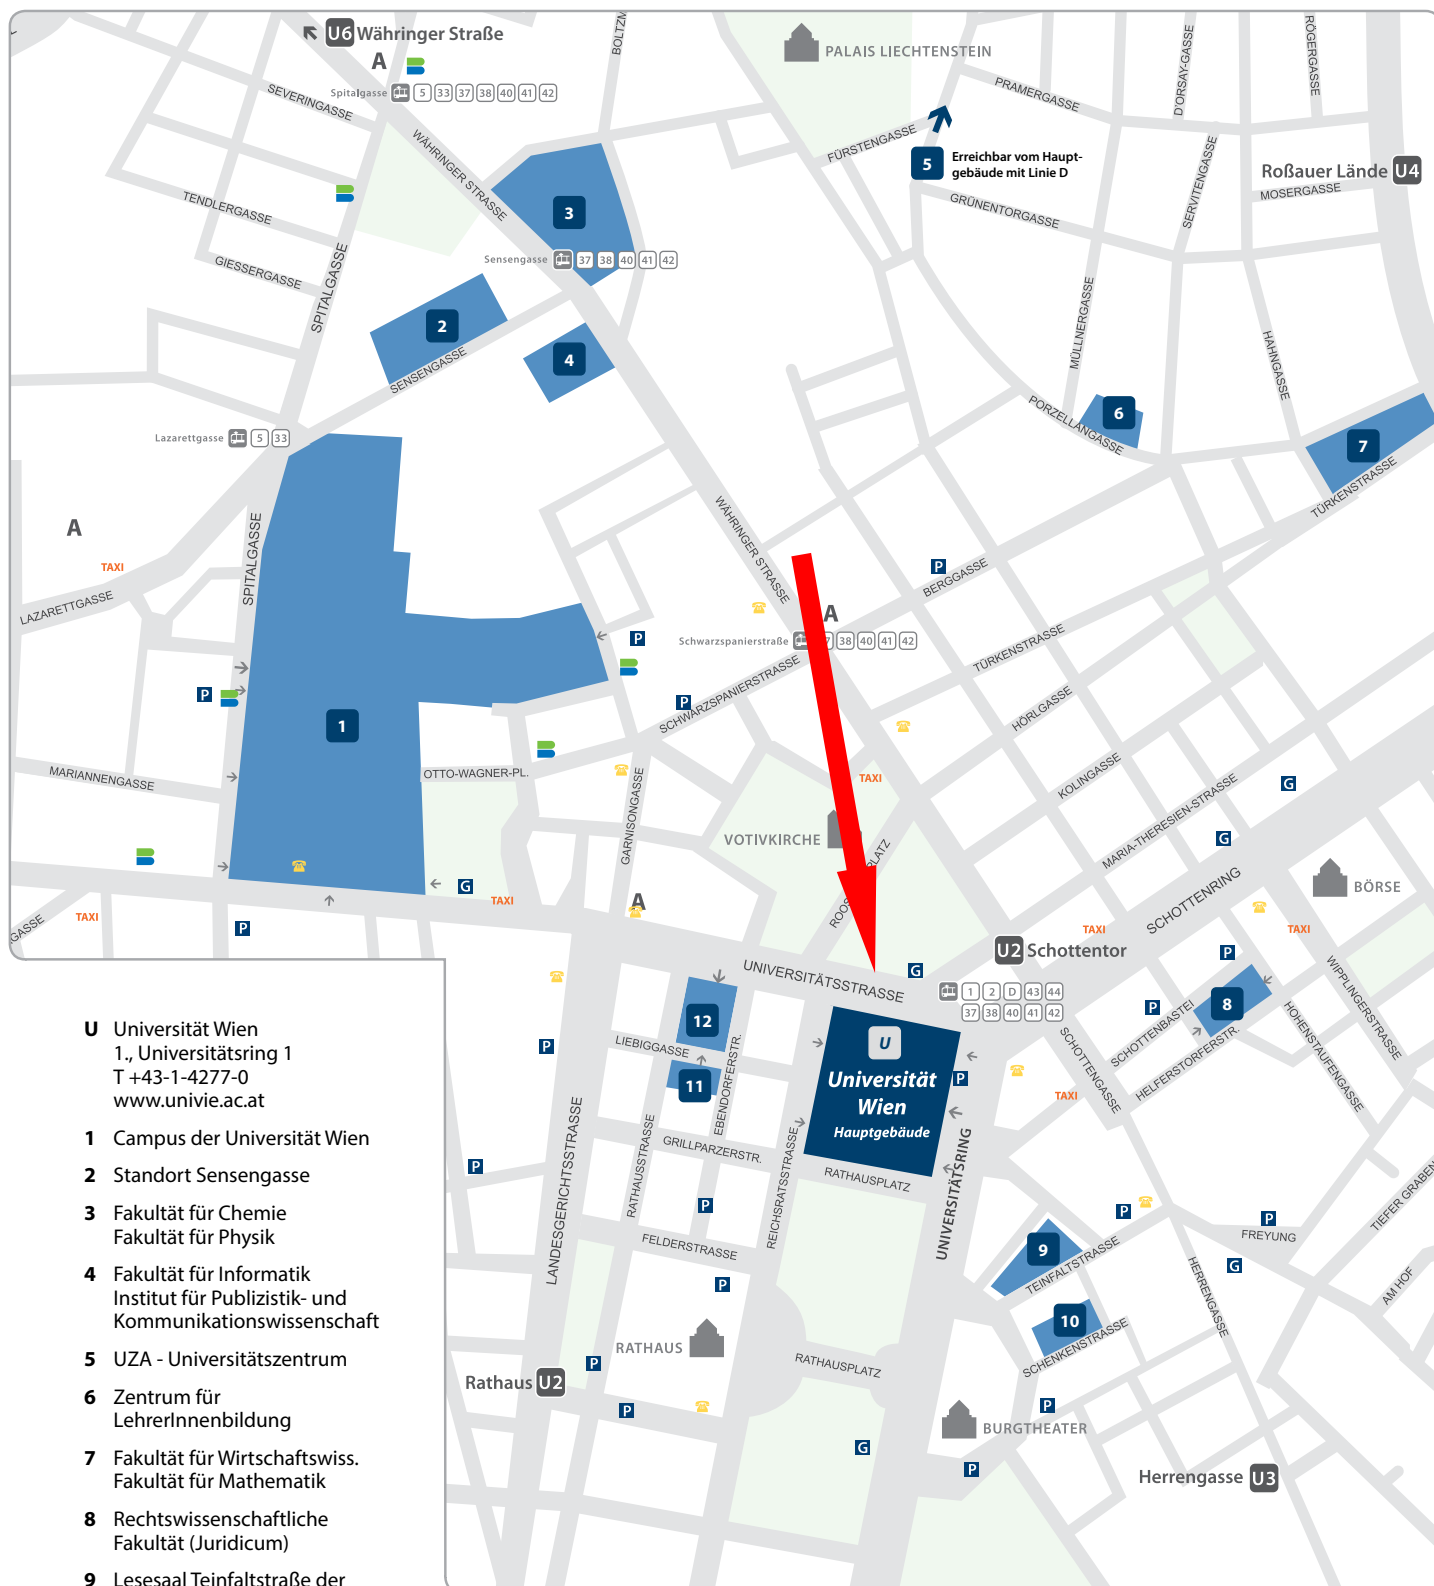 U6 Währinger Straße
A
Spitalgasse 5 33 37 38 40 41 42
SEVERINGASSE
WÄHRINGER STRASSE
PALAIS LIECHTENSTEIN
PRAMERGASSE
D'ORSAY-GASSE
RÖGERGASSE
FÜRSTENGASSE
5 Erreichbar vom Haupt-
gebäude mit Linie D
Roßauer Lände U4
MOSERGASSE
SERVITENGASSE
GRÜNENTORGASSE
TENDLERGASSE
3
GIESSERGASSE
Sensengasse 37 38 40 41 42
SPITALGASSE
2
SENSENGASSE
4
MÜLLNERGASSE
HAHNGASSE
PORZELLANGASSE
6
7
TÜRKENSTRASSE
Lazarettgasse 5 33
A
TAXI
LAZARETTGASSE
SPITALGASSE
WÄHRINGER STRASSE
P
BERGGASSE
A
Schwarzspanierstraße 38 40 41 42
P
TÜRKENSTRASSE
P
SCHWARZSPANIERSTRASSE
P
HÖRLGASSE
1
MARIANNENGASSE
OTTO-WAGNER-PL.
GARNISONGASSE
TAXI
KOLINGASSE
MARIA-THERESIEN-STRASSE
G
G
VOTIVKIRCHE
SCHOTTENRING
BÖRSE
G
TAXI
TAXI
GASSE
P
A
TAXI
TAXI
U2 Schottentor
G
UNIVERSITÄTSSTRASSE
1 2 D 43 44
37 38 40 41 42
P
P
WIPPLINGERSTRASSE
8
SCHOTTENBASTEI
HELFERSTORFERSTR.
HOHENSTAUFENGASSE
SCHOTTENGASSE
TAXI
12
LIEBIGGASSE
11
EBENDORFERSTR.
P
U
Universität
Wien
Hauptgebäude
P
GRILLPARZERSTR.
RATHAUSSTRASSE
REICHSRATSSTRASSE
RATHAUSPLATZ
UNIVERSITÄTSRING
LANDESGERICHTSSTRASSE
P
P
FELDERSTRASSE
P
9
TEINFALTSTRASSE
P
P
FREYUNG
G
TIEFER GRABEN
AM HOF
HERRENGASSE
10
SCHENKENSTRASSE
RATHAUS
RATHAUSPLATZ
Rathaus U2
P
P
P
BURGTHEATER
G
P
Herrengasse U3
U Universität Wien
1., Universitätsring 1
T +43-1-4277-0
www.univie.ac.at
1 Campus der Universität Wien
2 Standort Sensengasse
3 Fakultät für Chemie
Fakultät für Physik
4 Fakultät für Informatik
Institut für Publizistik- und
Kommunikationswissenschaft
5 UZA - Universitätszentrum
6 Zentrum für
LehrerInnenbildung
7 Fakultät für Wirtschaftswiss.
Fakultät für Mathematik
8 Rechtswissenschaftliche
Fakultät (Juridicum)
9 Lesesaal Teinfaltstraße der